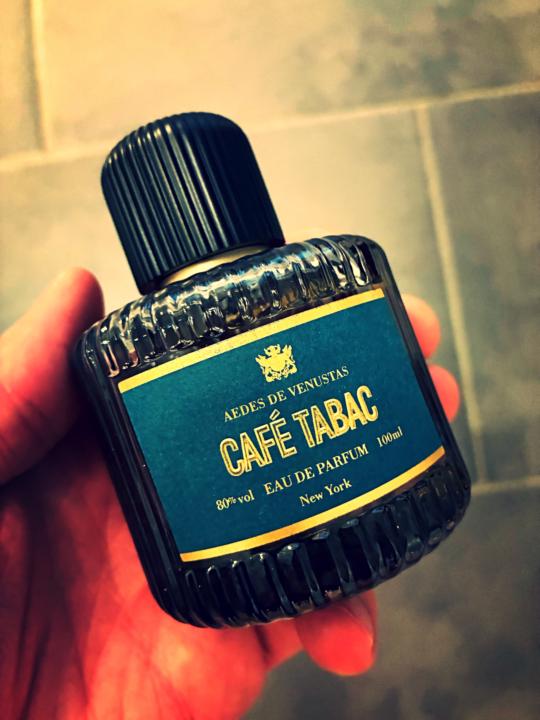 AEDES DE VENUSTAS
CAFÉ TABAC
80% vol EAU DE PARFUM 100ml
New York